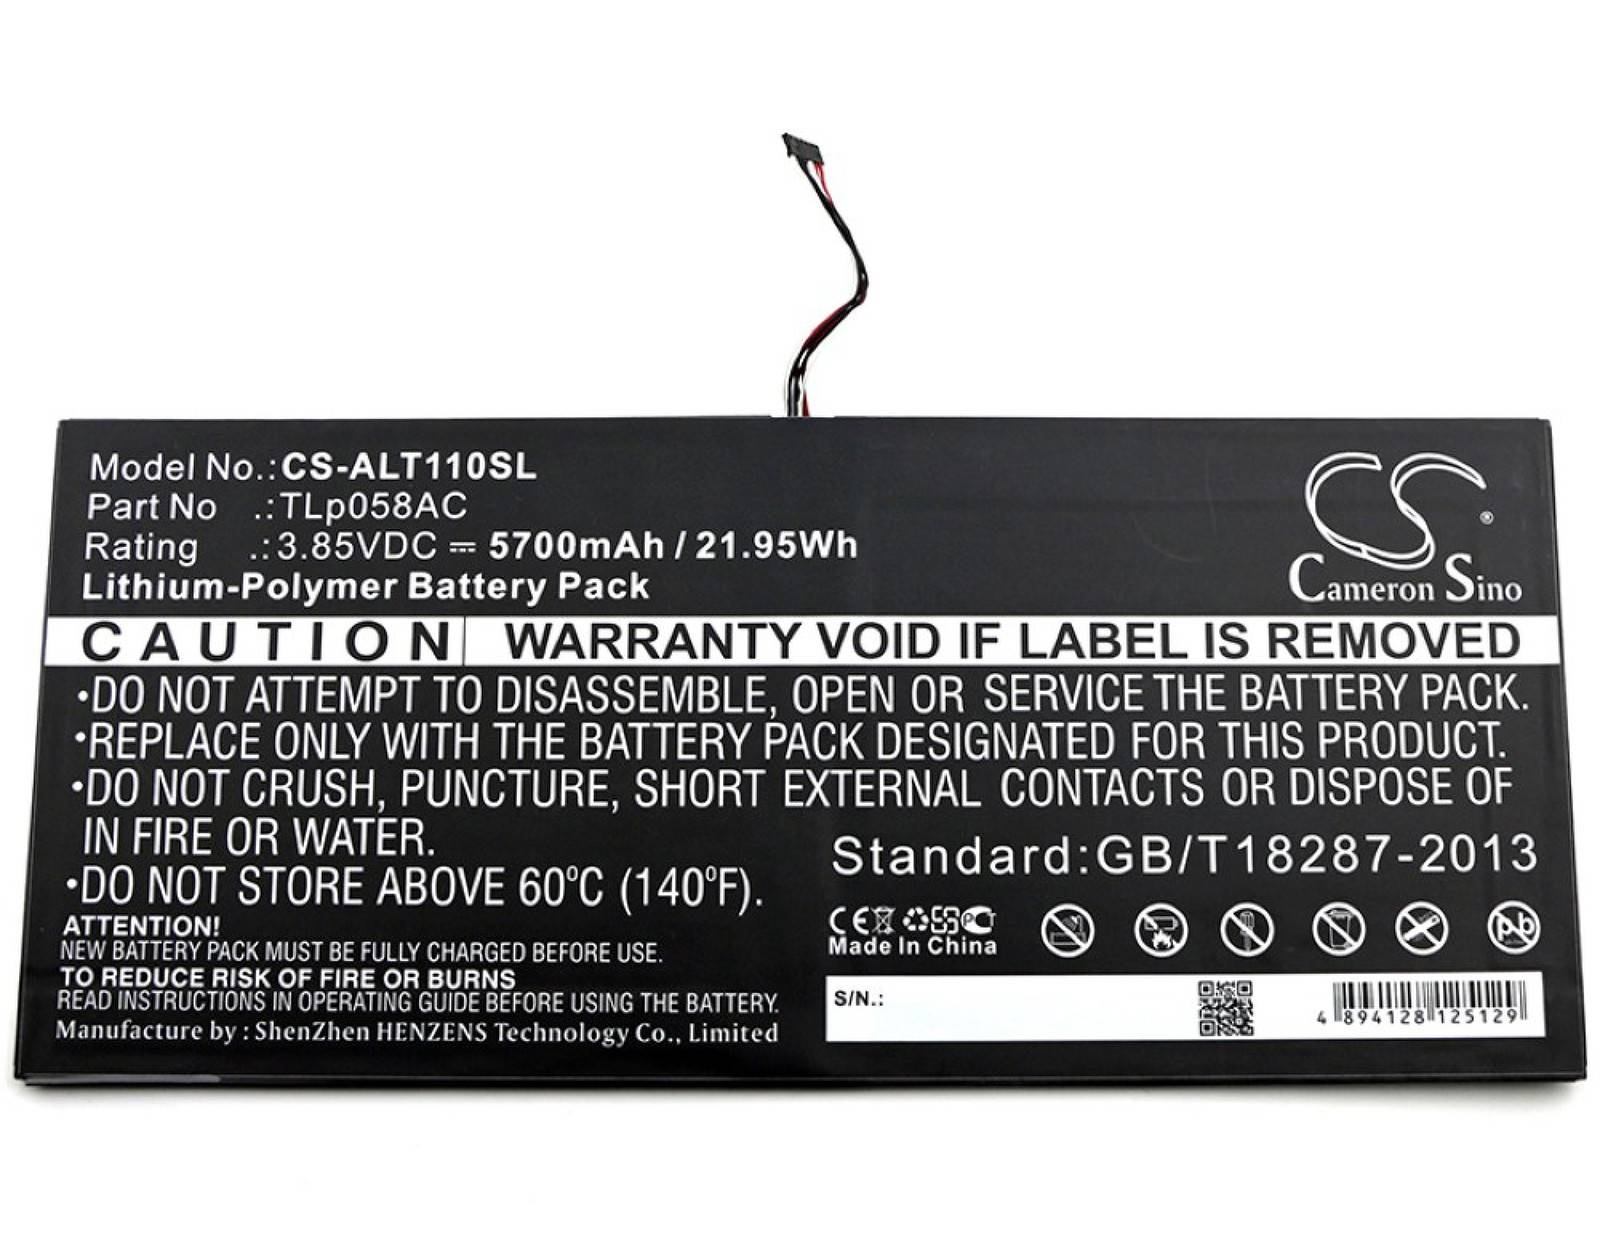 Model No.:CS-ALT110SL
Part No .:TLp058AC
Rating .:3.85VDC ⎓ 5700mAh / 21.95Wh
Lithium-Polymer Battery Pack
CS ®
Cameron Sino
CAUTION WARRANTY VOID IF LABEL IS REMOVED
•DO NOT ATTEMPT TO DISASSEMBLE, OPEN OR SERVICE THE BATTERY PACK.
•REPLACE ONLY WITH THE BATTERY PACK DESIGNATED FOR THIS PRODUCT.
•DO NOT CRUSH, PUNCTURE, SHORT EXTERNAL CONTACTS OR DISPOSE OF
IN FIRE OR WATER.
•DO NOT STORE ABOVE 60°C (140°F).
Standard:GB/T18287-2013
ATTENTION!
NEW BATTERY PACK MUST BE FULLY CHARGED BEFORE USE.
TO REDUCE RISK OF FIRE OR BURNS
READ INSTRUCTIONS IN OPERATING GUIDE BEFORE USING THE BATTERY.
Manufacture by : ShenZhen HENZENS Technology Co., Limited
CE
Made In China
pb
S/N.:
4 894128 125129